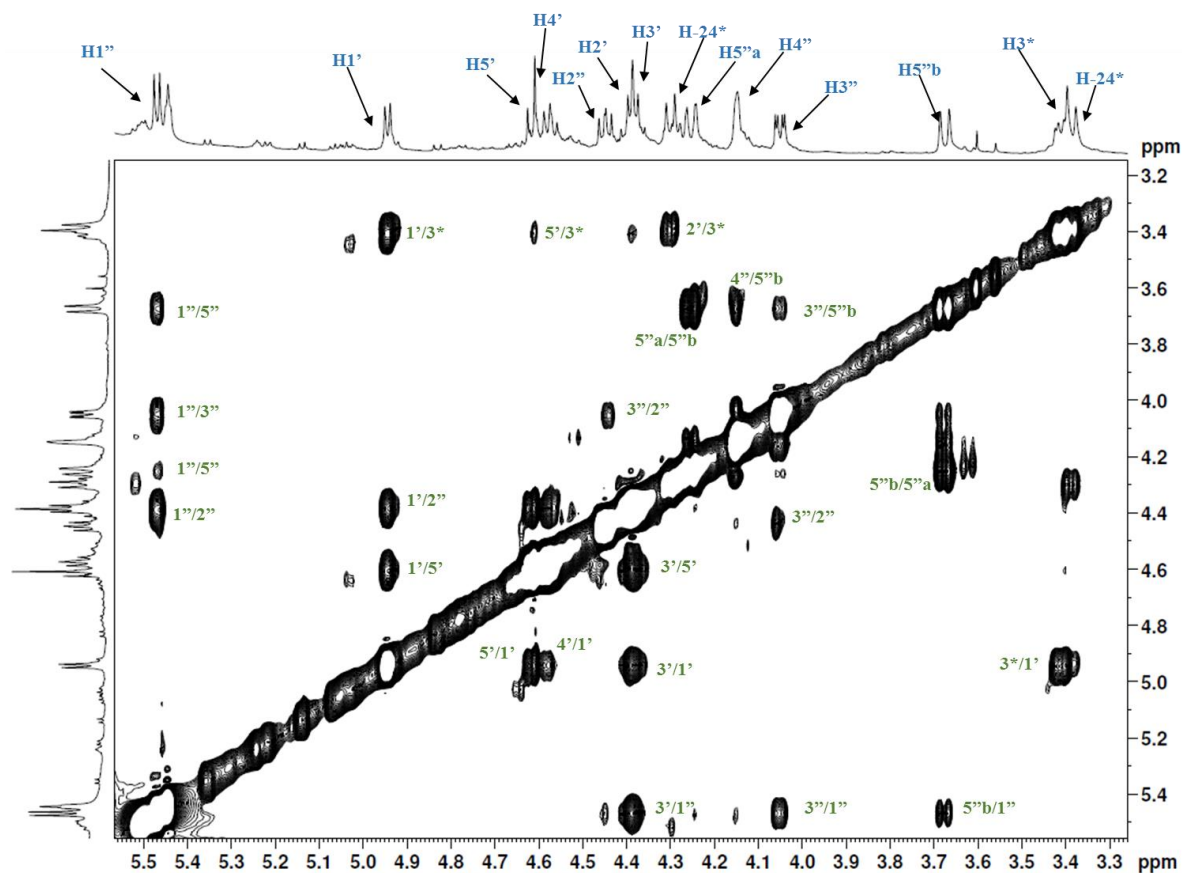 H1”
H1’
H5’
H4’
H2”
H2’
H3’
H-24*
H5”a
H4”
H3”
H5”b
H3*
H-24*
ppm
3.2
1’/3*
5’/3*
2’/3*
3.4
4”/5”b
3.6
1”/5”
3”/5”b
5”a/5”b
3.8
1”/3”
3”/2”
4.0
1”/5”
4.2
5”b/5”a
1”/2”
1’/2”
3”/2”
4.4
1’/5’
3’/5’
4.6
4.8
5’/1’
4’/1’
3’/1’
3*/1’
5.0
5.2
3’/1”
3”/1”
5”b/1”
5.4
5.5 5.4 5.3 5.2 5.1 5.0 4.9 4.8 4.7 4.6 4.5 4.4 4.3 4.2 4.1 4.0 3.9 3.8 3.7 3.6 3.5 3.4 3.3 ppm